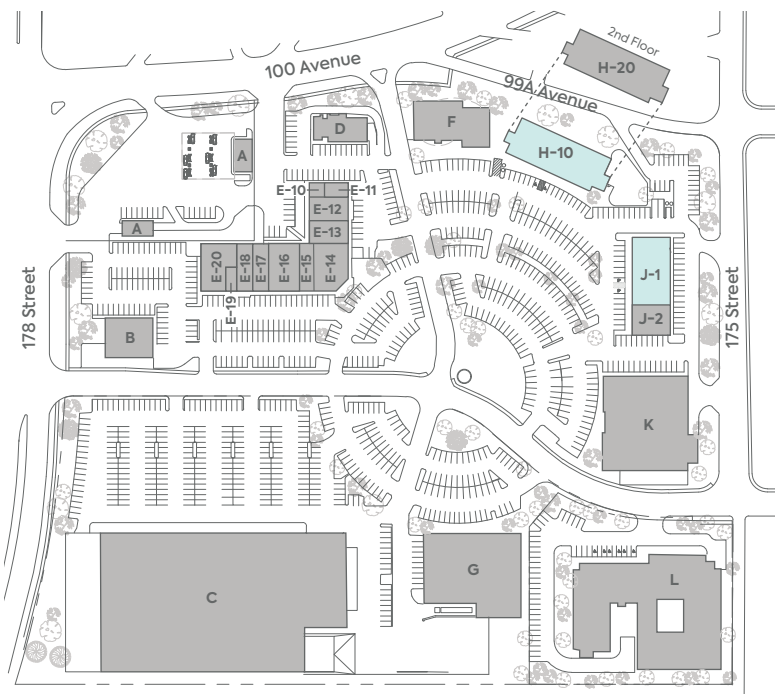 2nd Floor
H-20
100 Avenue
99A Avenue
D
F
A
H-10
E-10
E-11
E-12
A
E-13
E-20
E-18
E-17
E-16
E-15
E-14
E-19
J-1
J-2
178 Street
175 Street
B
K
C
G
L